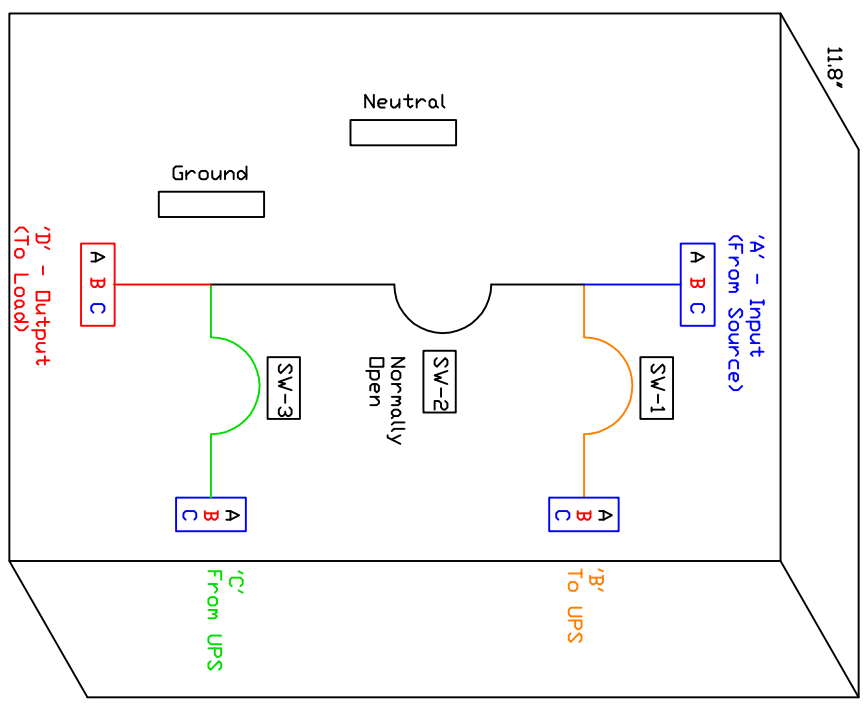 11.8"
Neutral
Ground
'A' - Input
(From Source)
A B C
'D' - Output
(To Load)
A B C
SW-1
SW-2
Normally
Open
SW-3
A
B
C
'B'
To UPS
A
B
C
'C'
From UPS